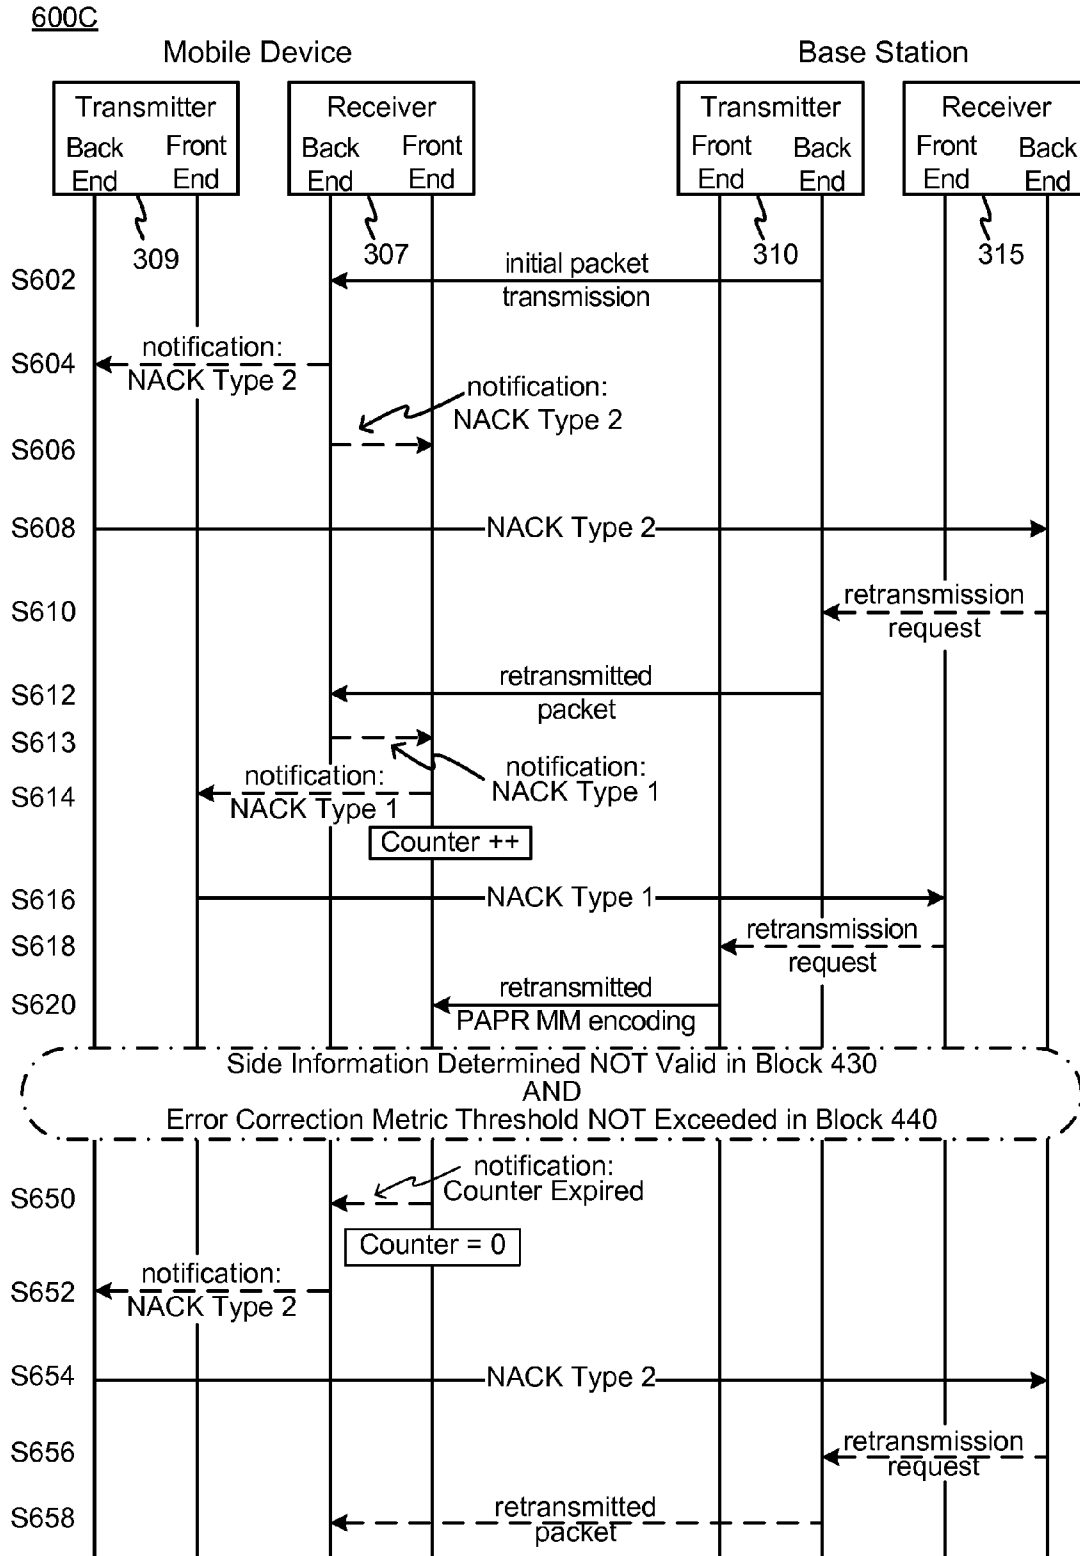 600C
Mobile Device
Base Station
Transmitter
Back End
Front End
Receiver
Back End
Front End
Transmitter
Front End
Back End
Receiver
Front End
Back End
309
307
310
315
S602
initial packet
transmission
S604
notification:
NACK Type 2
notification:
NACK Type 2
S606
S608
NACK Type 2
S610
retransmission
request
S612
retransmitted
packet
S613
notification:
NACK Type 1
S614
notification:
NACK Type 1
Counter ++
S616
NACK Type 1
S618
retransmission
request
S620
retransmitted
PAPR MM encoding
Side Information Determined NOT Valid in Block 430
AND
Error Correction Metric Threshold NOT Exceeded in Block 440
S650
notification:
Counter Expired
Counter = 0
S652
notification:
NACK Type 2
S654
NACK Type 2
S656
retransmission
request
S658
retransmitted
packet